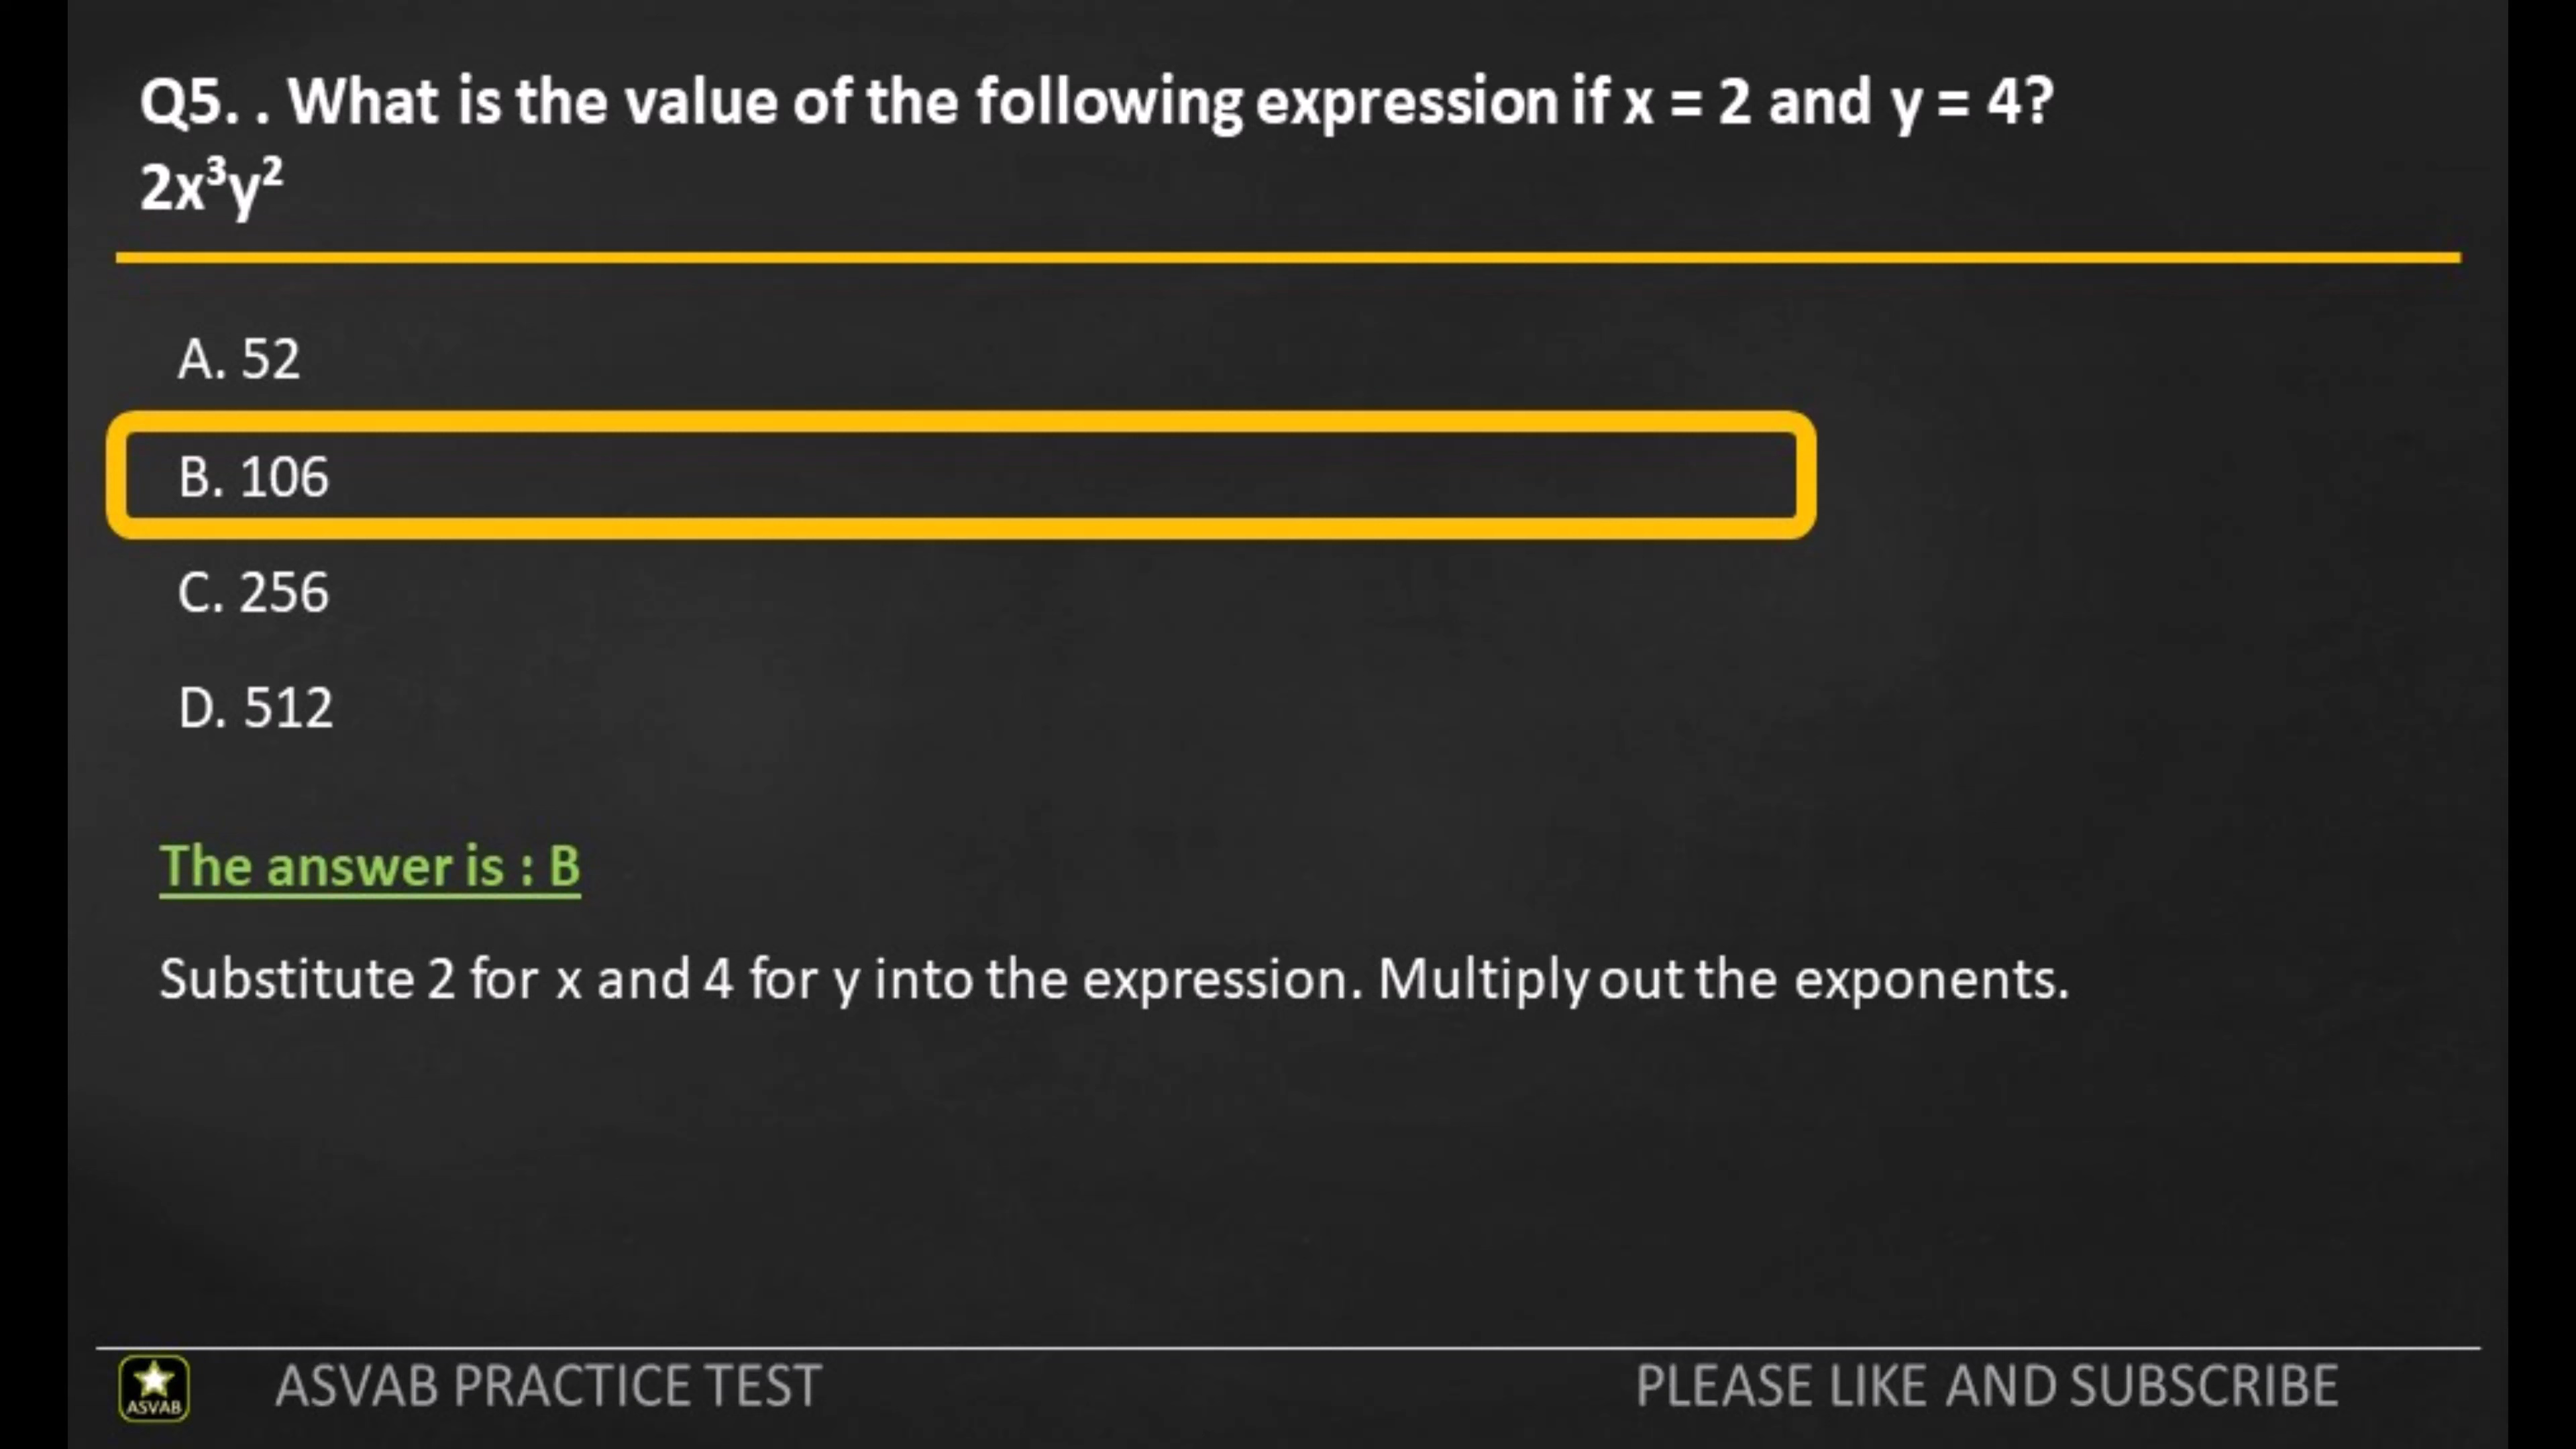 Q5. . What is the value of the following expression if x = 2 and y = 4?
2x³y²
A. 52
B. 106
C. 256
D. 512
The answer is : B
Substitute 2 for x and 4 for y into the expression. Multiply out the exponents.
ASVAB
ASVAB PRACTICE TEST
PLEASE LIKE AND SUBSCRIBE